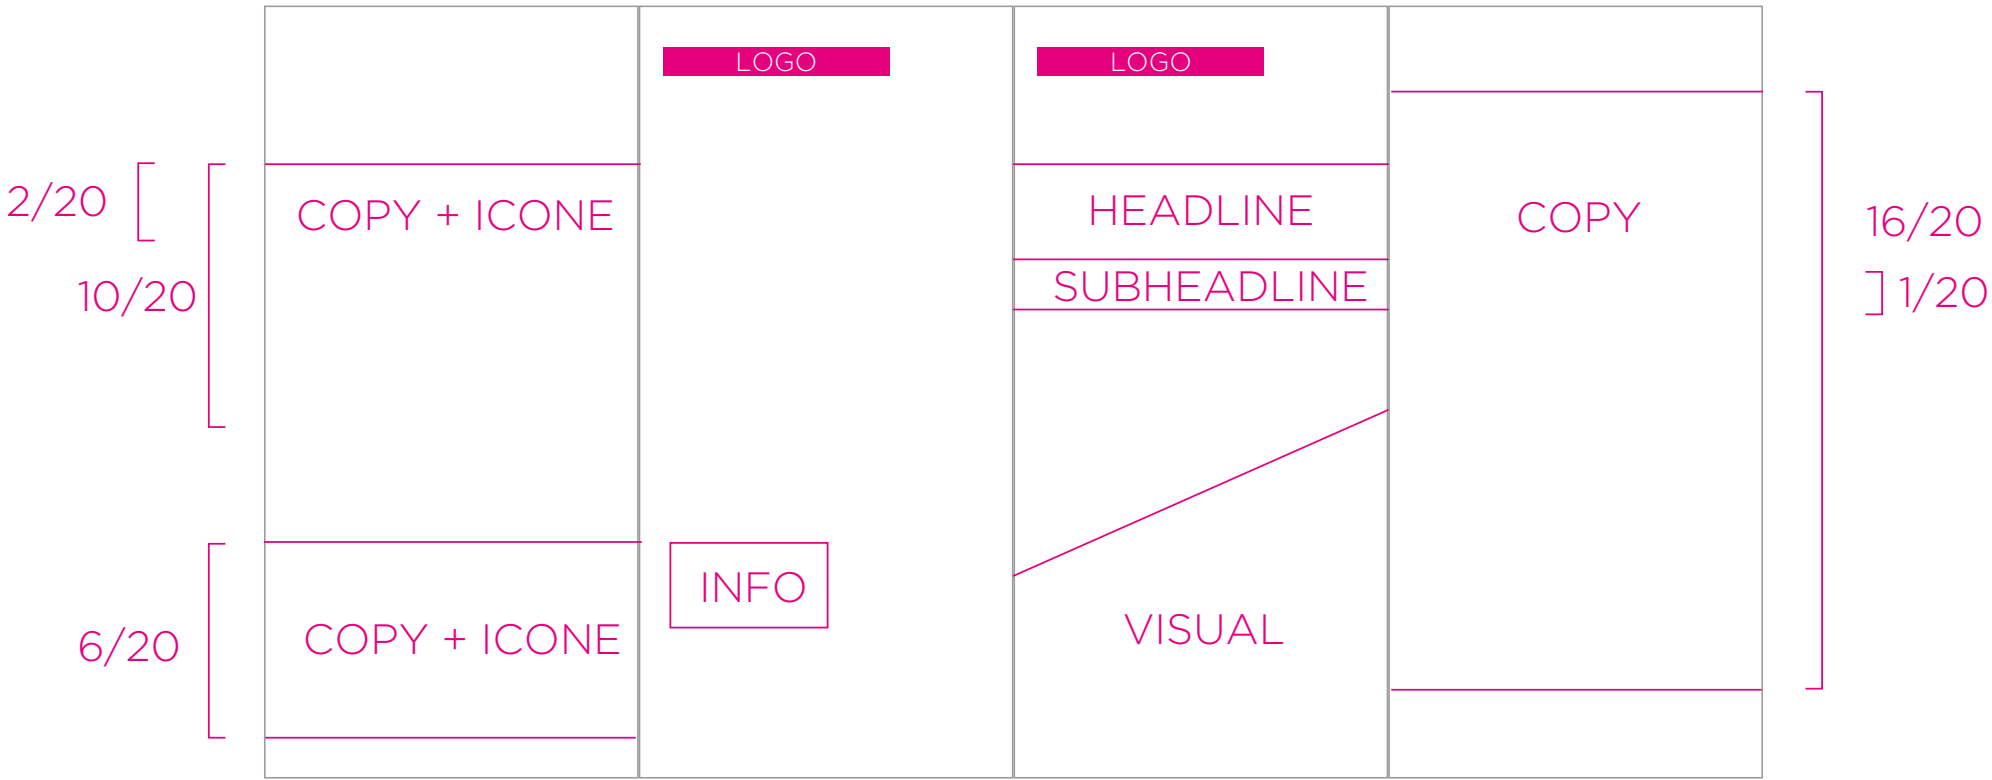 LOGO
LOGO
2/20
COPY + ICONE
HEADLINE
COPY
16/20
10/20
SUBHEADLINE
1/20
INFO
6/20
COPY + ICONE
VISUAL